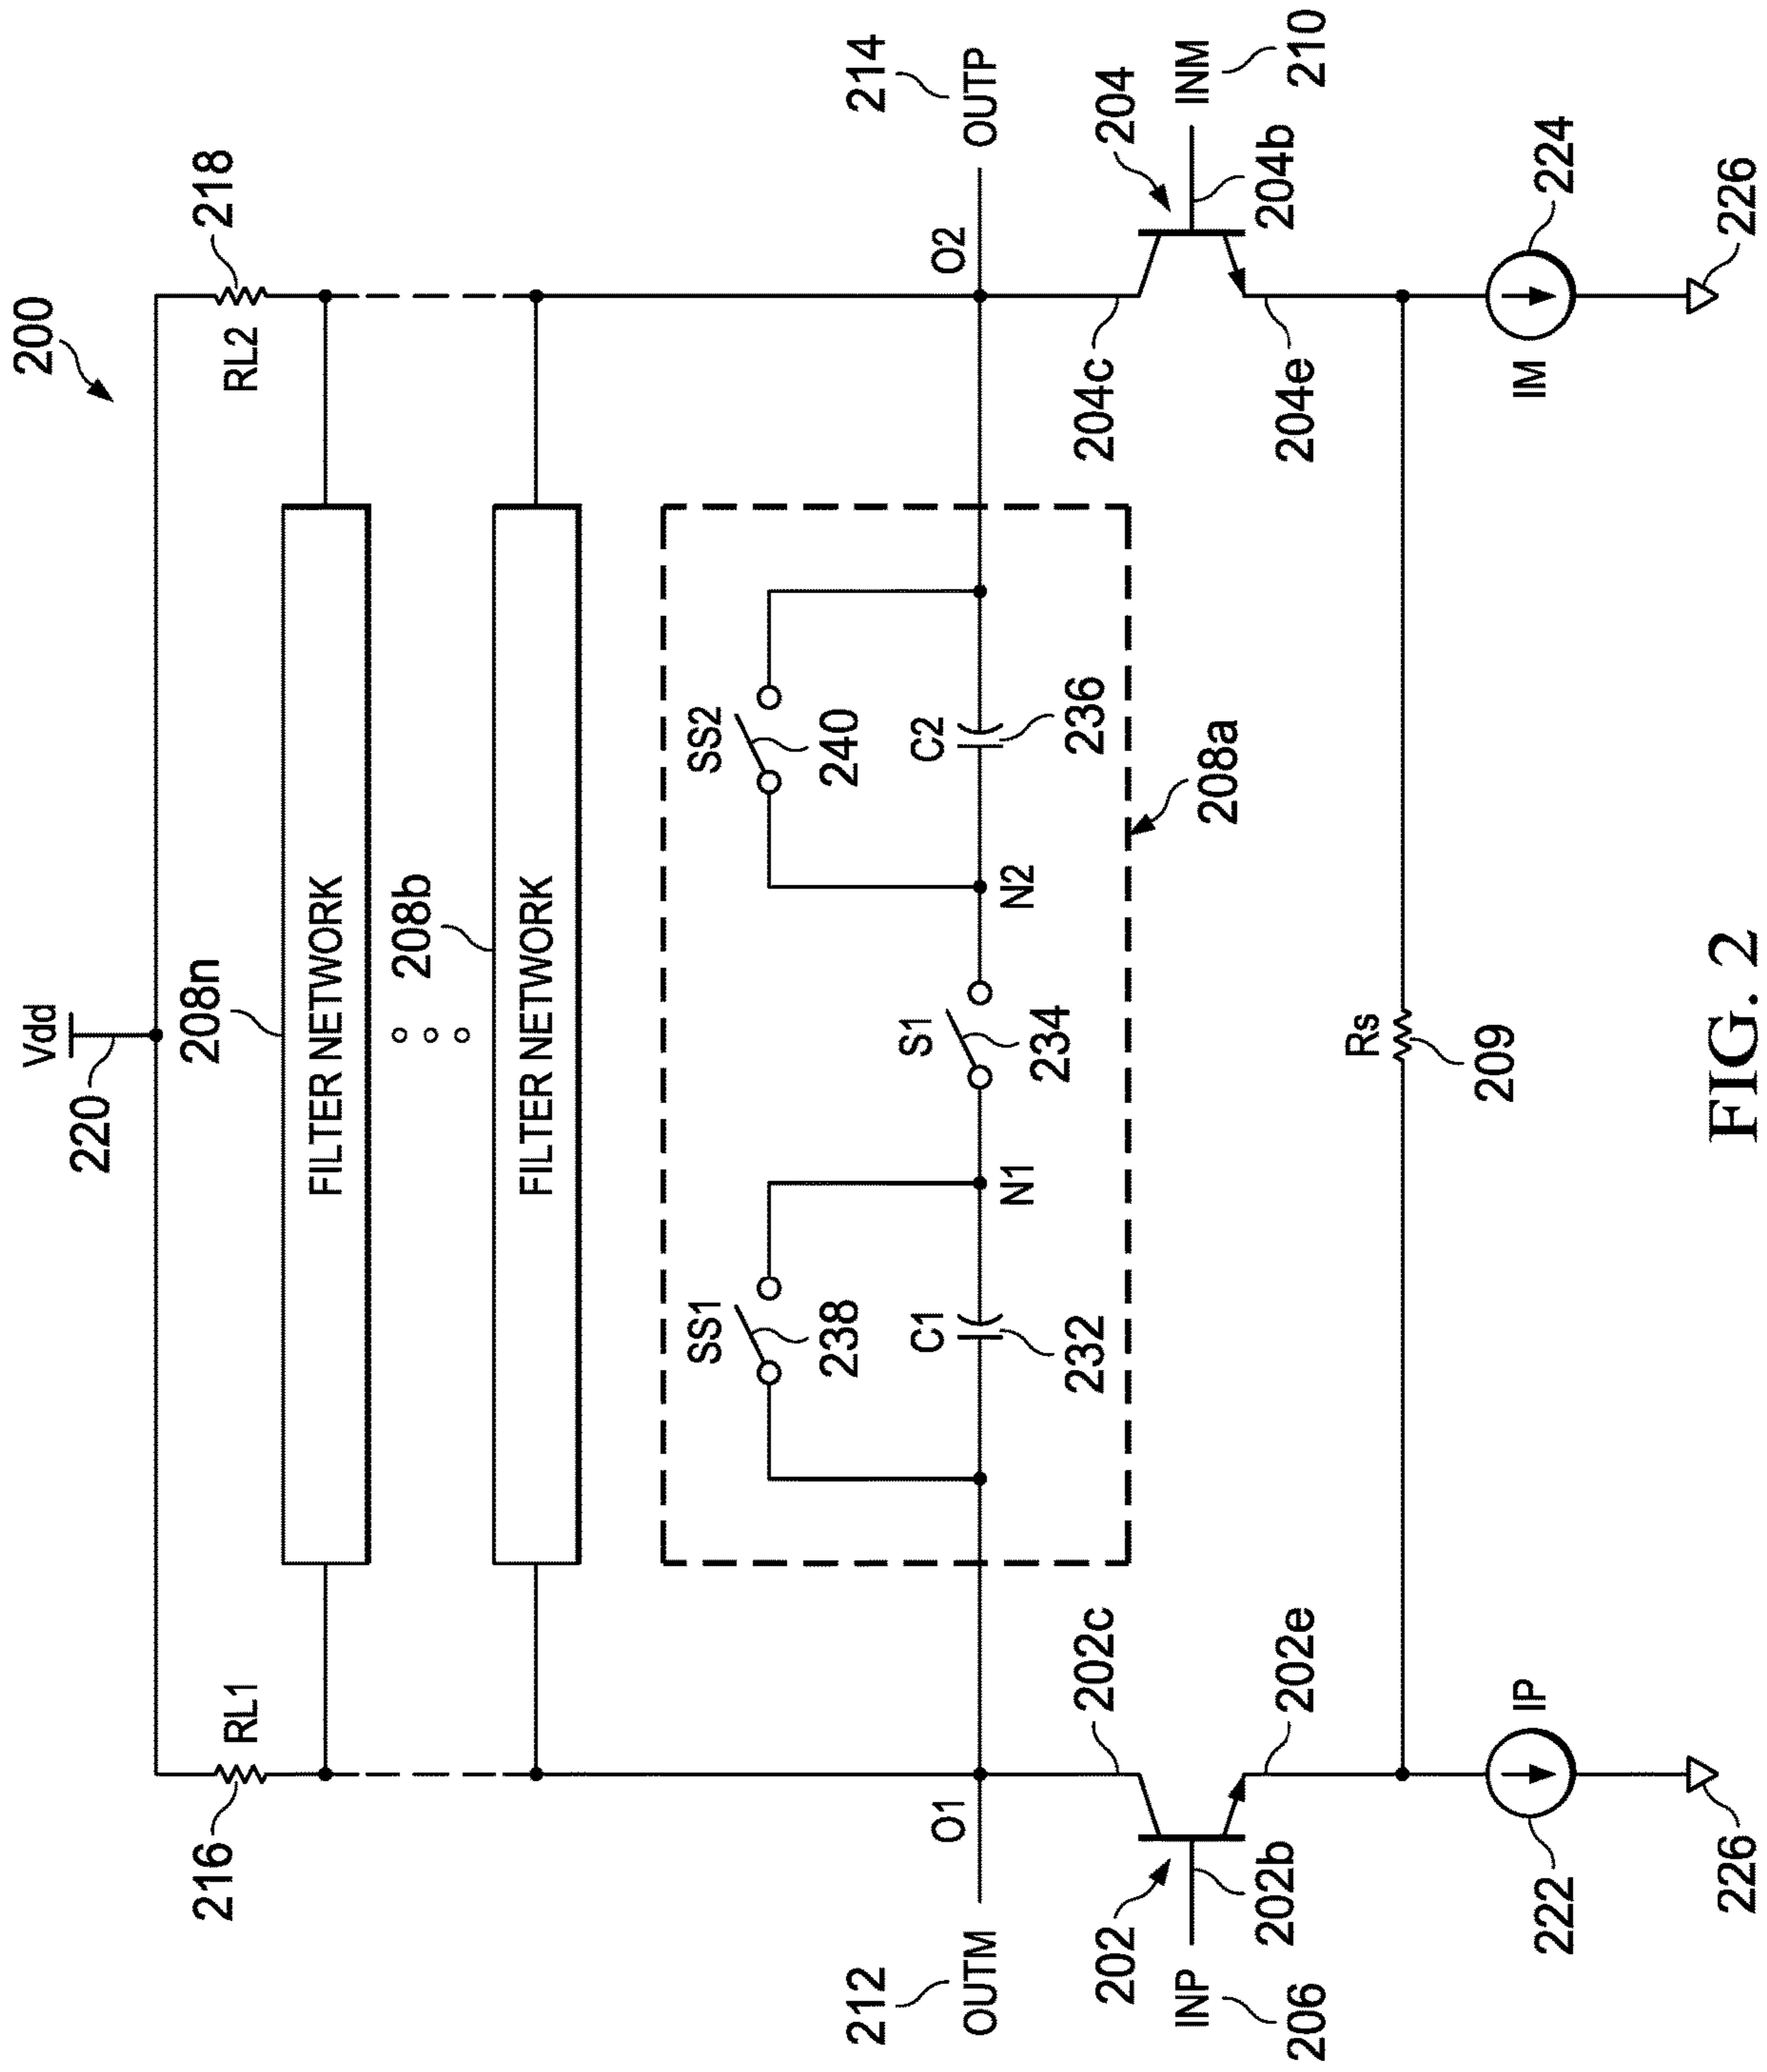 200
Vdd
220
216
RL1
RL2
218
208n
FILTER NETWORK
208b
FILTER NETWORK
SS1
238
SS2
240
212
OUTM
O1
C1
232
N1
S1
234
N2
C2
236
O2
214
OUTP
208a
202
INP
206
202b
202c
202e
204c
204e
204
204b
INM
210
Rs
209
222
IP
226
IM
224
226
FIG. 2